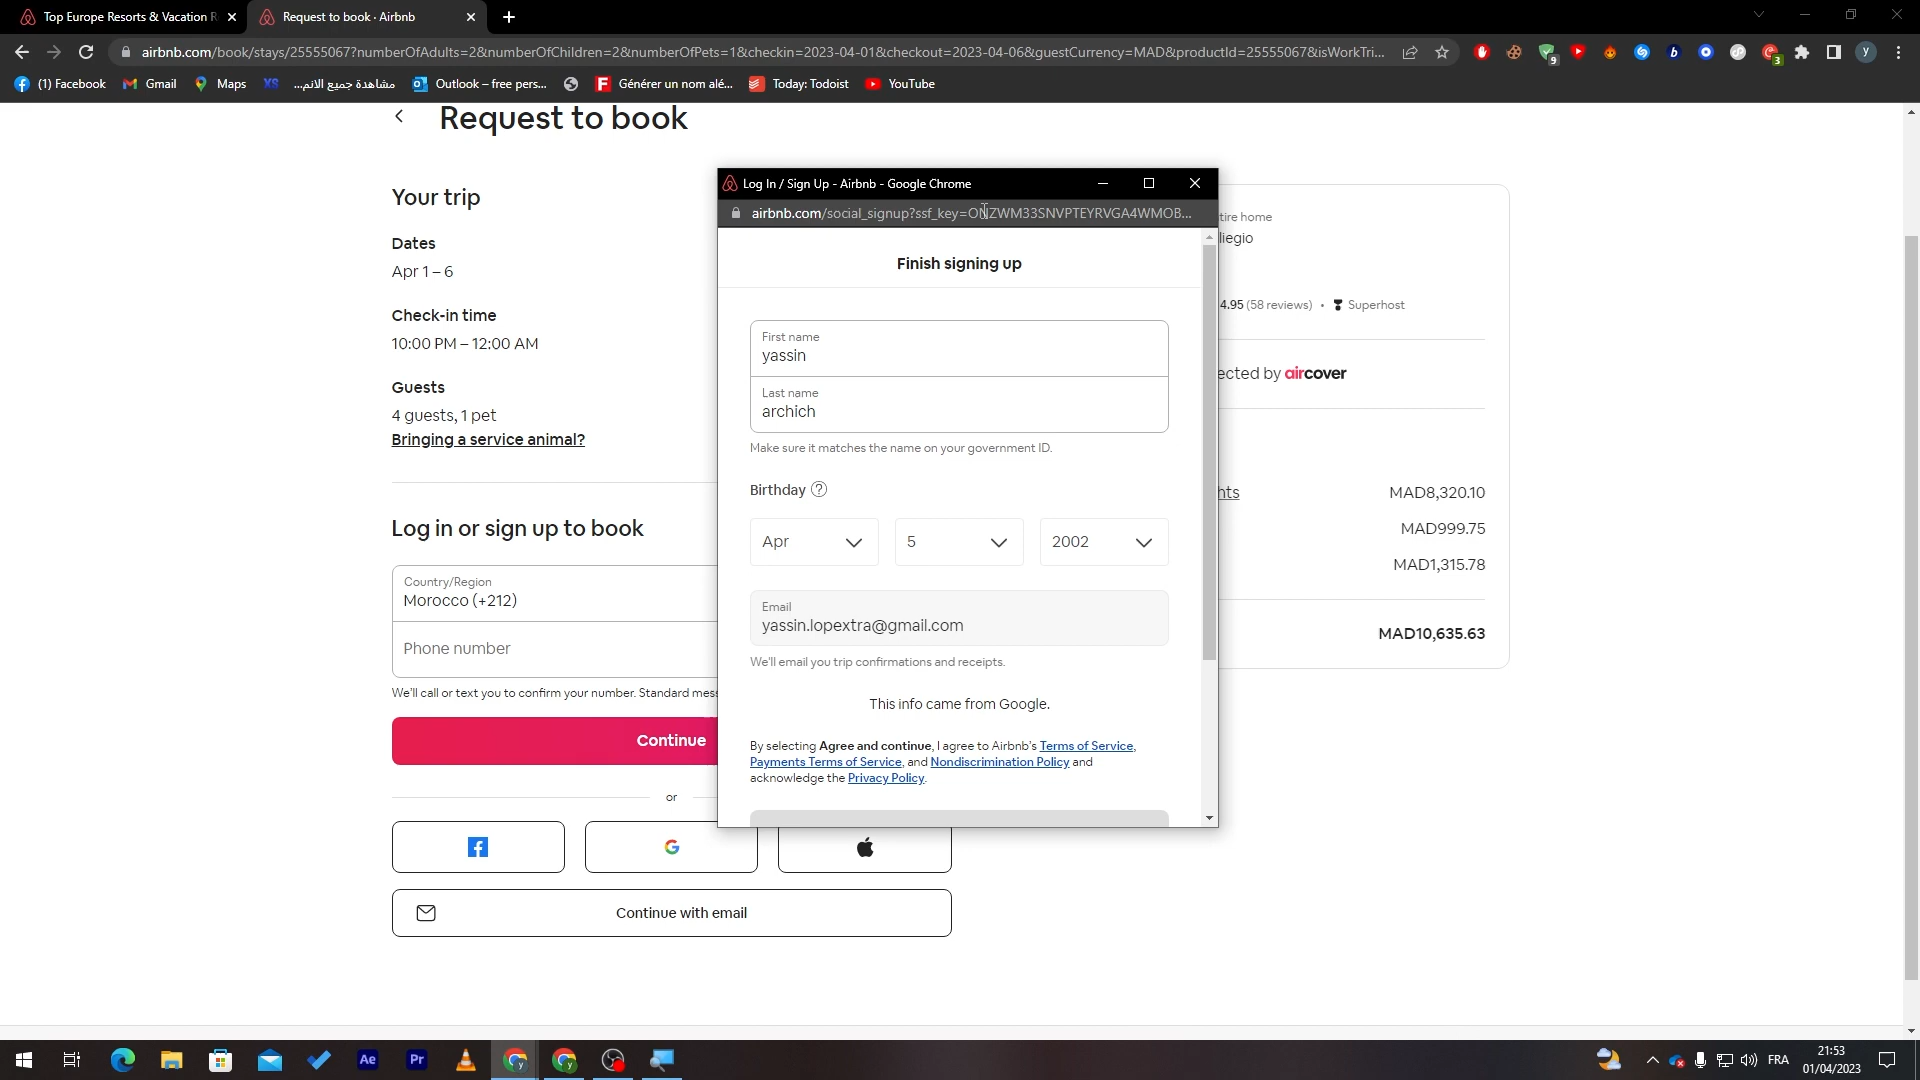 Top Europe Resorts & Vacation R
Request to book · Airbnb
airbnb.com/book/stays/25555067?numberOfAdults=2&numberOfChildren=2&numberOfPets=1&checkin=2023-04-01&checkout=2023-04-06&guestCurrency=MAD&productId=25555067&isWorkTri...
9
b
3
y
(1) Facebook
Gmail
Maps
XS
مشاهدة جميع الانم...
Outlook – free pers...
Générer un nom alé...
Today: Todoist
YouTube
Request to book
Your trip
Dates
Apr 1 – 6
Check-in time
10:00 PM – 12:00 AM
Guests
4 guests, 1 pet
Bringing a service animal?
Log in or sign up to book
Country/Region
Morocco (+212)
Phone number
We'll call or text you to confirm your number. Standard mess
Continue
or
Continue with email
Log In / Sign Up - Airbnb - Google Chrome
airbnb.com/social_signup?ssf_key=ONZWM33SNVPTEYRVGA4WMOB...
Finish signing up
First name
yassin
Last name
archich
Make sure it matches the name on your government ID.
Birthday ?
Apr
5
2002
Email
yassin.lopextra@gmail.com
We'll email you trip confirmations and receipts.
This info came from Google.
By selecting Agree and continue, I agree to Airbnb's Terms of Service,
Payments Terms of Service, and Nondiscrimination Policy and
acknowledge the Privacy Policy.
tire home
liegio
4.95 (58 reviews) • Superhost
ected by aircover
hts
MAD8,320.10
MAD999.75
MAD1,315.78
MAD10,635.63
Ae
Pr
FRA
21:53
01/04/2023